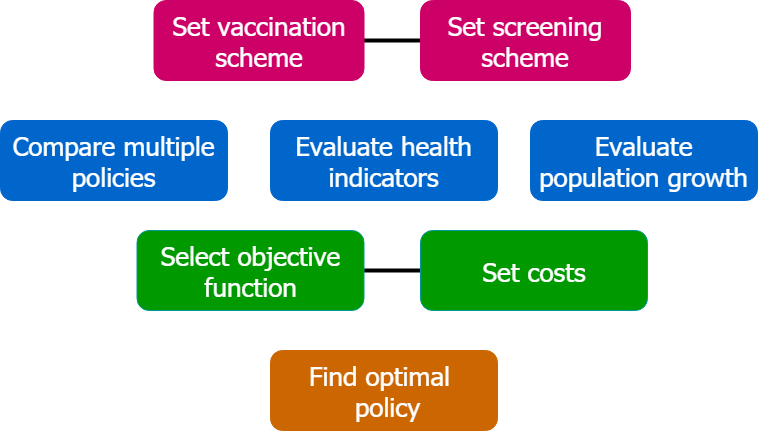 Set vaccination
scheme
Set screening
scheme
Compare multiple
policies
Evaluate health
indicators
Evaluate
population growth
Select objective
function
Set costs
Find optimal
policy